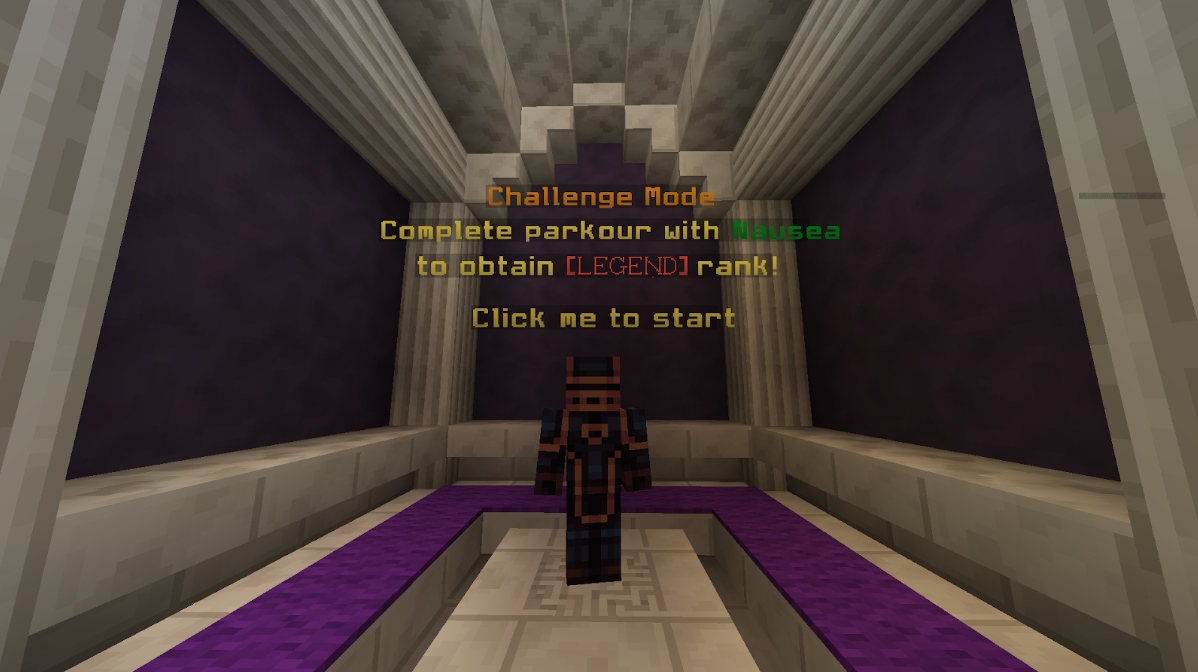 Challenge Mode
Complete parkour with Nausea
to obtain [LEGEND] rank!
Click me to start